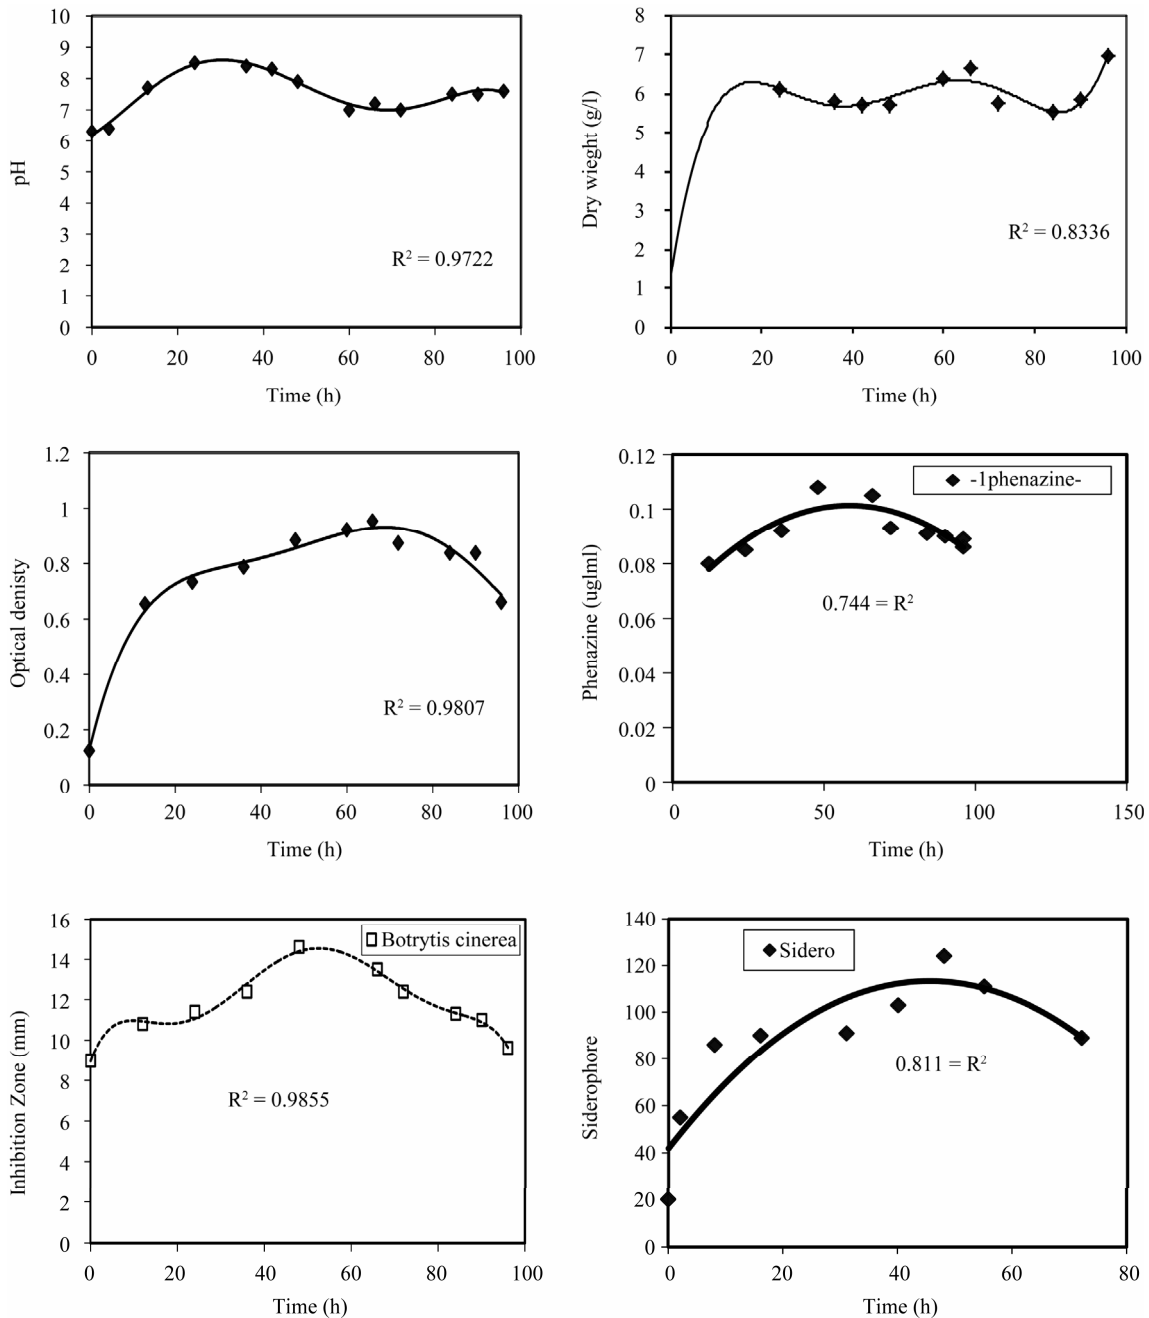 10
9
8
7
6
5
4
3
2
1
0
pH
R² = 0.9722
0 20 40 60 80 100
Time (h)
8
7
6
5
4
3
2
1
0
Dry wieght (g/l)
R² = 0.8336
0 20 40 60 80 100
Time (h)
1.2
1
0.8
0.6
0.4
0.2
0
Optical denisty
R² = 0.9807
0 20 40 60 80 100
Time (h)
0.12
0.1
0.08
0.06
0.04
0.02
0
Phenazine (uglml)
-1phenazine-
0.744 = R²
0 50 100 150
Time (h)
16
14
12
10
8
6
4
2
0
Inhibition Zone (mm)
Botrytis cinerea
R² = 0.9855
0 20 40 60 80 100
Time (h)
140
120
100
80
60
40
20
0
Siderophore
Sidero
0.811 = R²
0 20 40 60 80
Time (h)